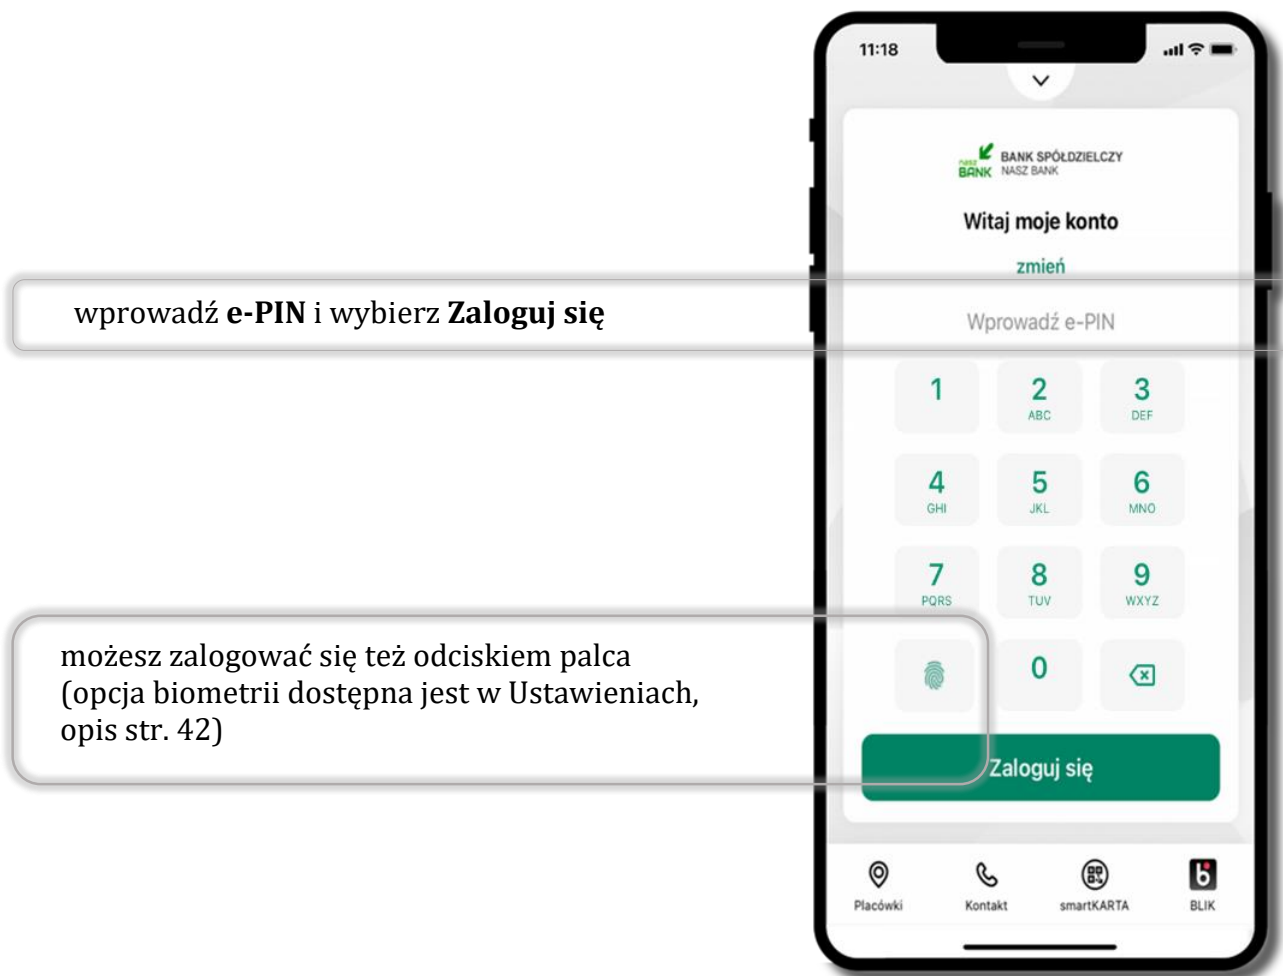 11:18
nasz
BANK
BANK SPÓŁDZIELCZY
NASZ BANK
Witaj moje konto
zmień
wprowadź e-PIN i wybierz Zaloguj się
Wprowadź e-PIN
1
2
ABC
3
DEF
4
GHI
5
JKL
6
MNO
7
PQRS
8
TUV
9
WXYZ
możesz zalogować się też odciskiem palca
(opcja biometrii dostępna jest w Ustawieniach,
opis str. 42)
0
Zaloguj się
Placówki
Kontakt
smartKARTA
BLIK